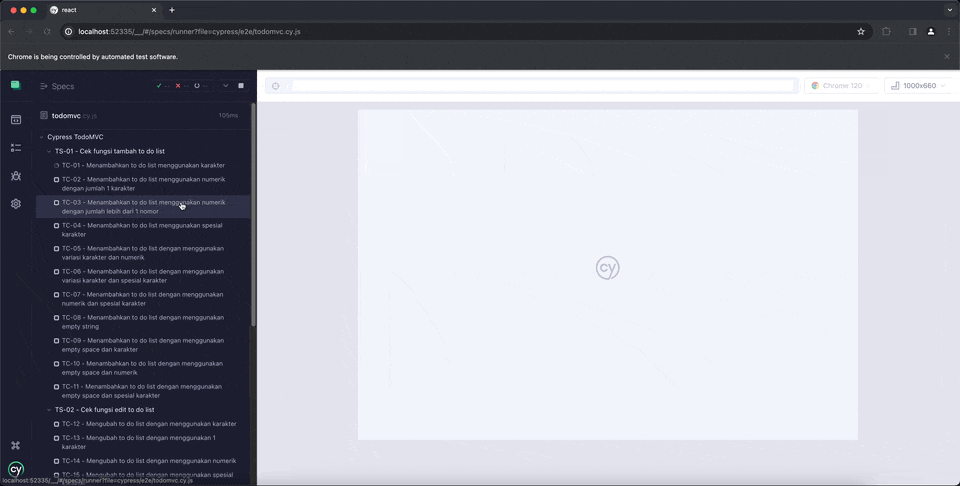 react
localhost:52335/__/#/specs/runner?file=cypress/e2e/todomvc.cy.js
Chrome is being controlled by automated test software.
Specs
--
--
--
Chrome 120
1000x660
todomvc.cy.js
105ms
Cypress TodoMVC
TS-01 - Cek fungsi tambah to do list
TC-01 - Menambahkan to do list menggunakan karakter
TC-02 - Menambahkan to do list menggunakan numerik
dengan jumlah 1 karakter
TC-03 - Menambahkan to do list menggunakan numerik
dengan jumlah lebih dari 1 nomor
TC-04 - Menambahkan to do list menggunakan spesial
karakter
TC-05 - Menambahkan to do list dengan menggunakan
variasi karakter dan numerik
TC-06 - Menambahkan to do list dengan menggunakan
variasi karakter dan spesial karakter
TC-07 - Menambahkan to do list dengan menggunakan
numerik dan spesial karakter
TC-08 - Menambahkan to do list dengan menggunakan
empty string
TC-09 - Menambahkan to do list dengan menggunakan
empty space dan karakter
TC-10 - Menambahkan to do list dengan menggunakan
empty space dan numerik
TC-11 - Menambahkan to do list dengan menggunakan
empty space dan spesial karakter
TS-02 - Cek fungsi edit to do list
TC-12 - Mengubah to do list dengan menggunakan karakter
TC-13 - Mengubah to do list dengan menggunakan 1
karakter
TC-14 - Mengubah to do list dengan menggunakan numerik
TC-15 - Mengubah to do list dengan menggunakan spesial
localhost:52335/__/#/specs/runner?file=cypress/e2e/todomvc.cy.js
cy
cy
cy